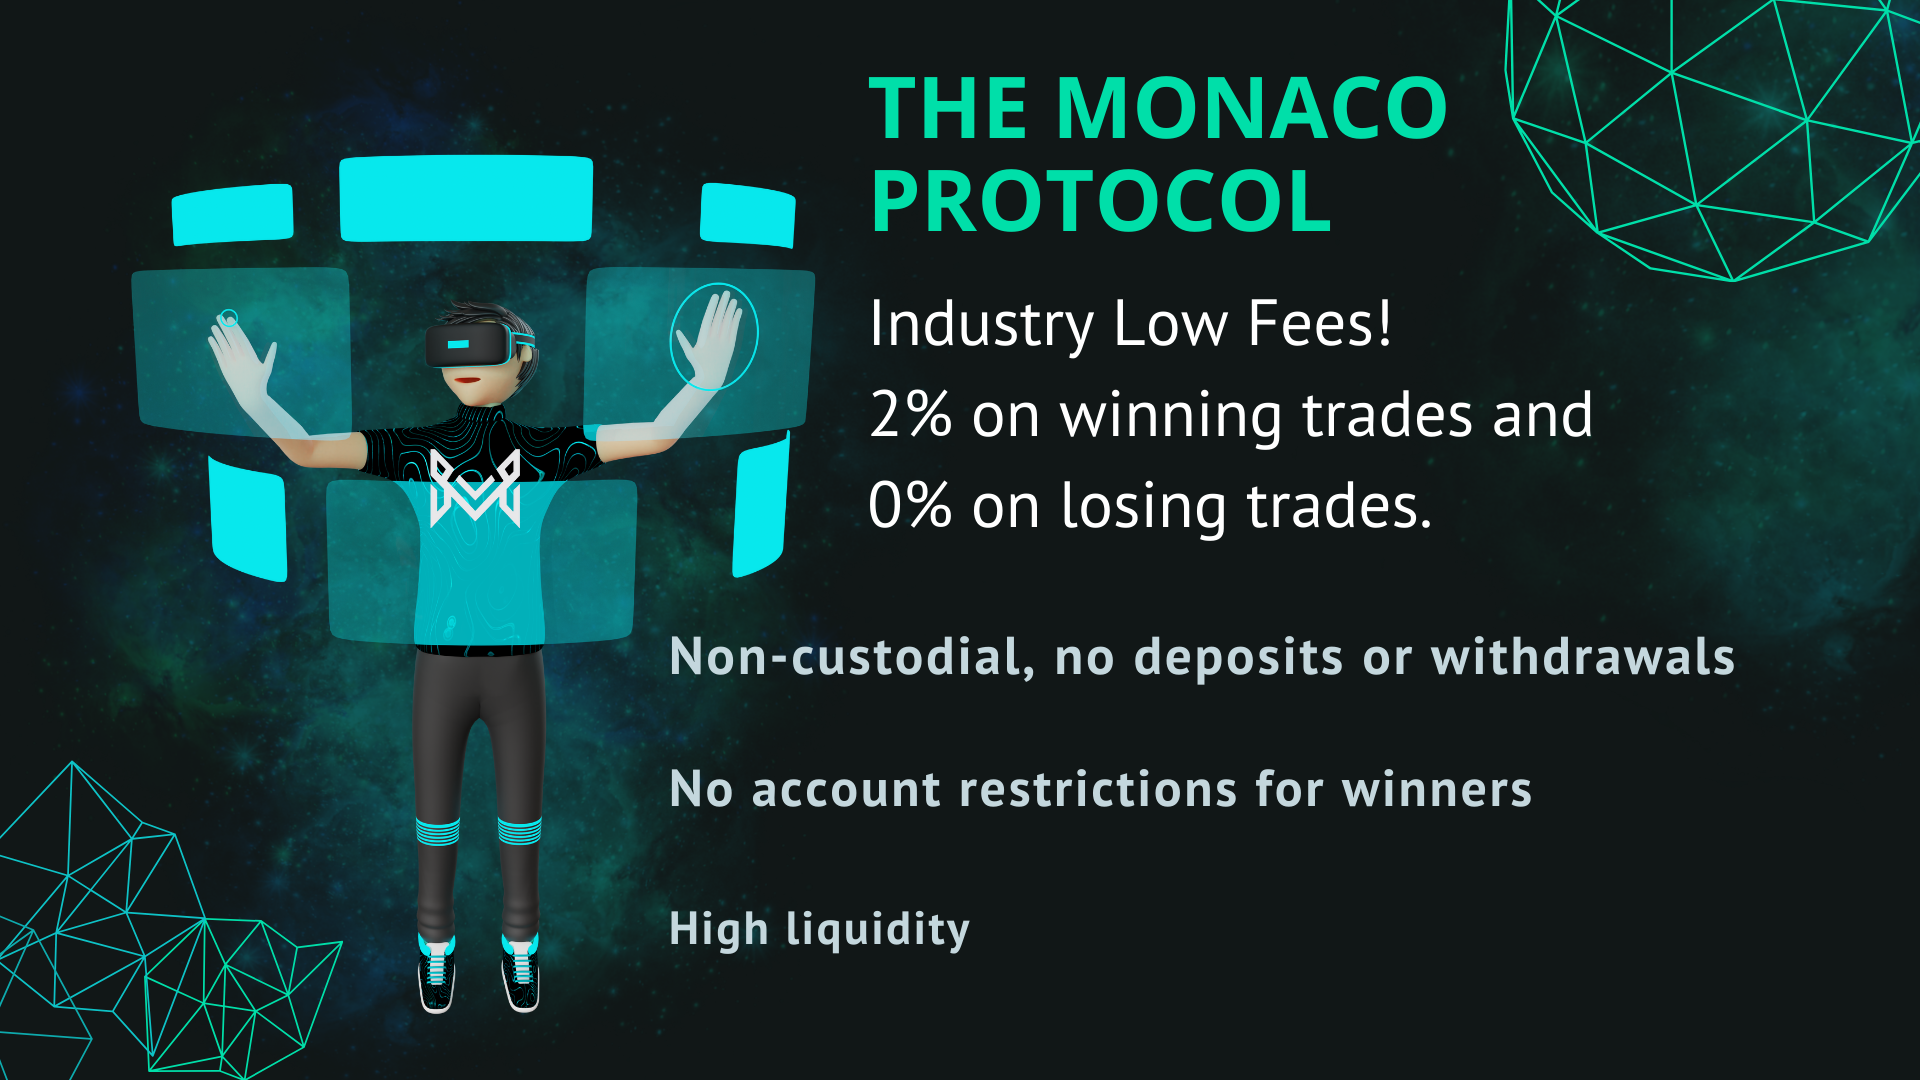 THE MONACO
PROTOCOL
Industry Low Fees!
2% on winning trades and
0% on losing trades.
Non-custodial, no deposits or withdrawals
No account restrictions for winners
High liquidity